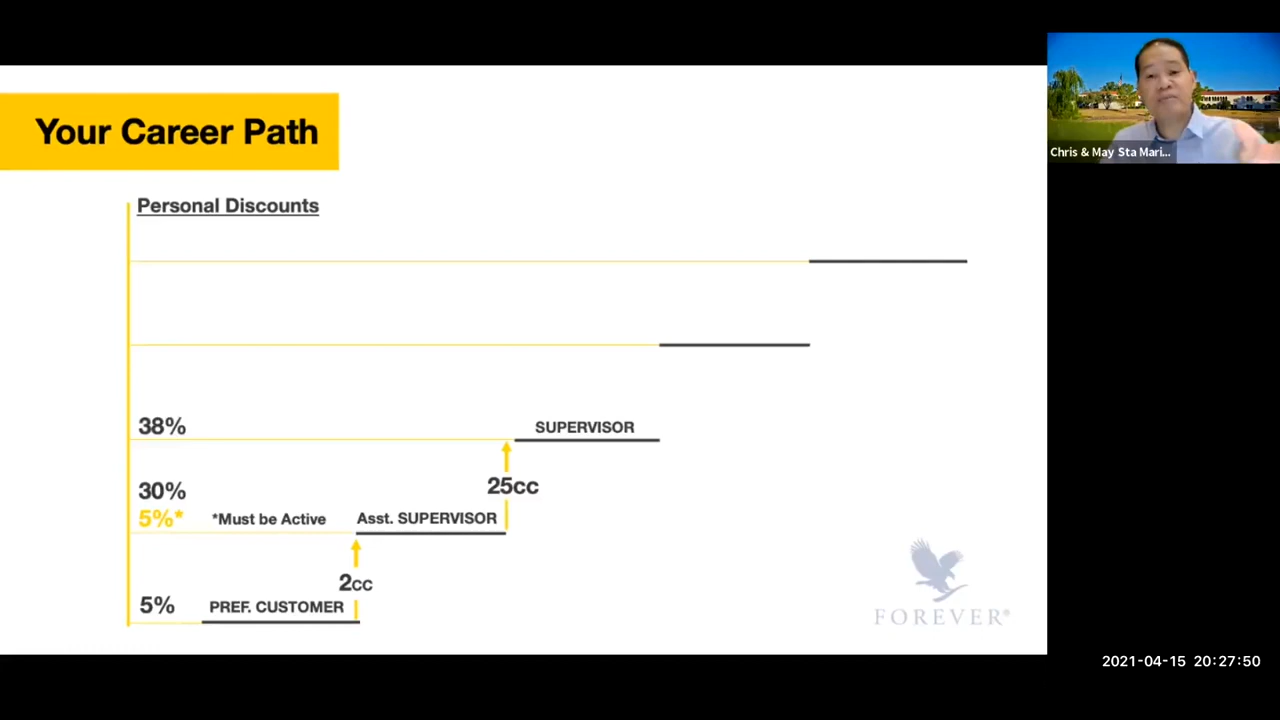 Your Career Path
Personal Discounts
38%
SUPERVISOR
25cc
30%
5%* *Must be Active Asst. SUPERVISOR
2cc
5% PREF. CUSTOMER
FOREVER®
Chris & May Sta Mari...
2021-04-15 20:27:50